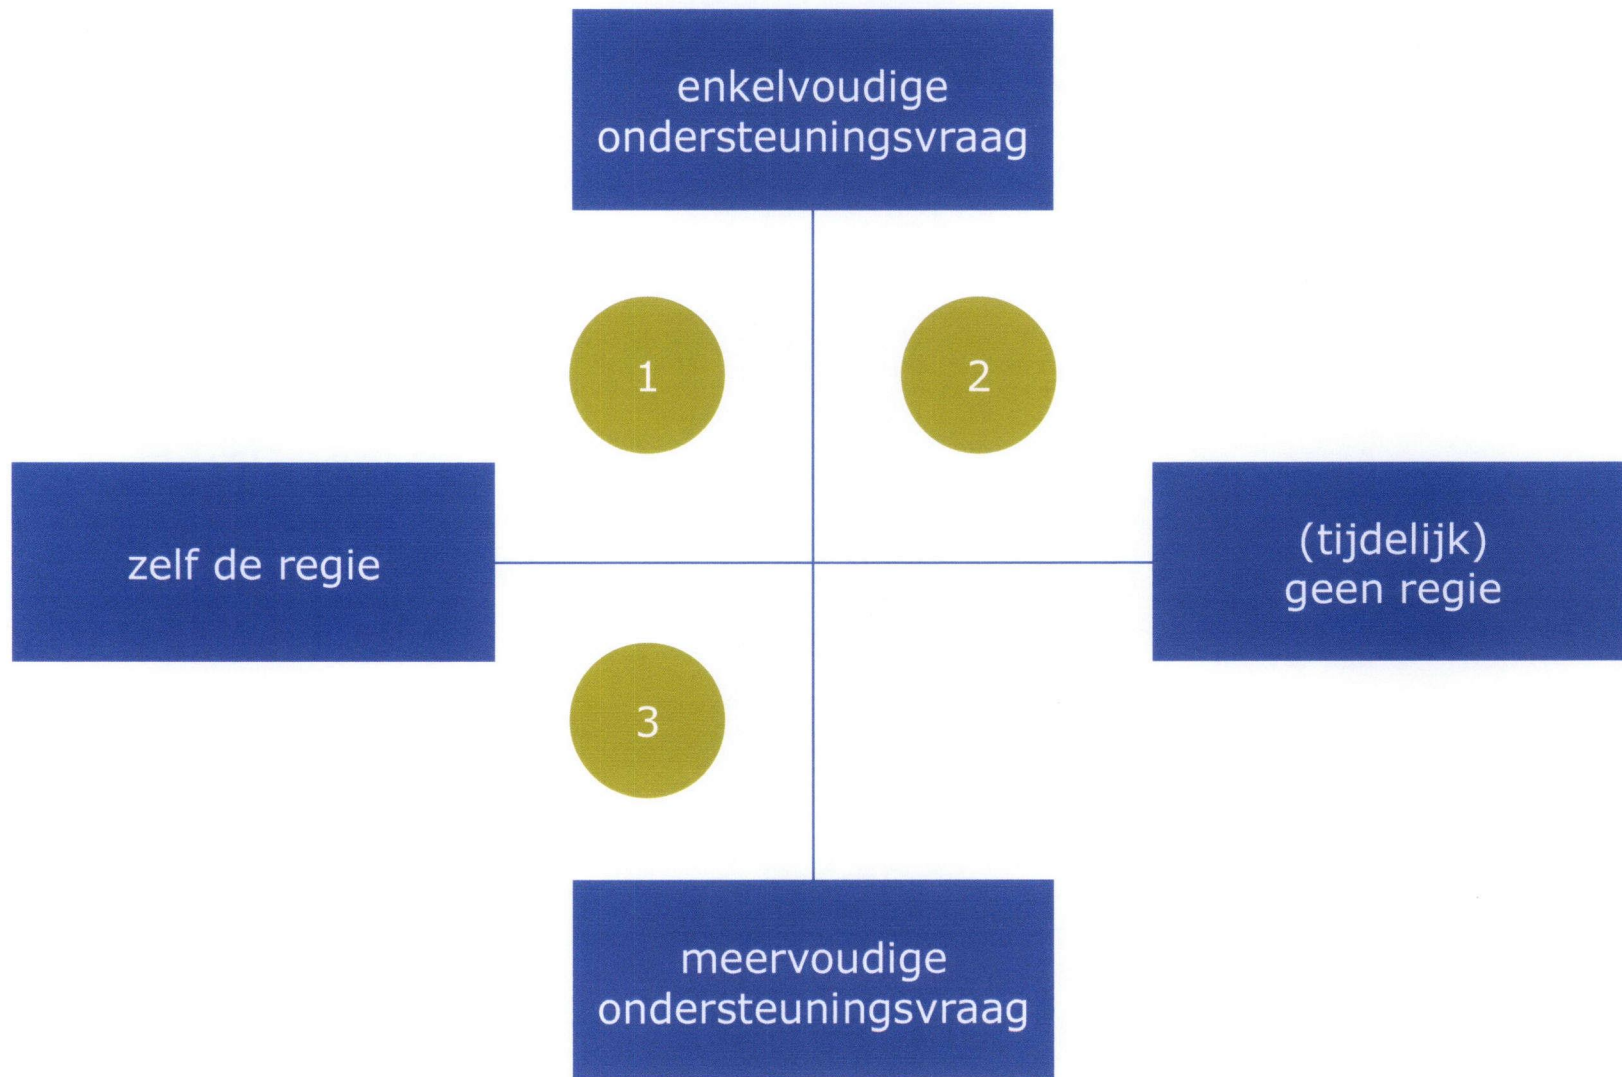 enkelvoudige
ondersteuningsvraag
1
2
zelf de regie
(tijdelijk)
geen regie
3
meervoudige
ondersteuningsvraag